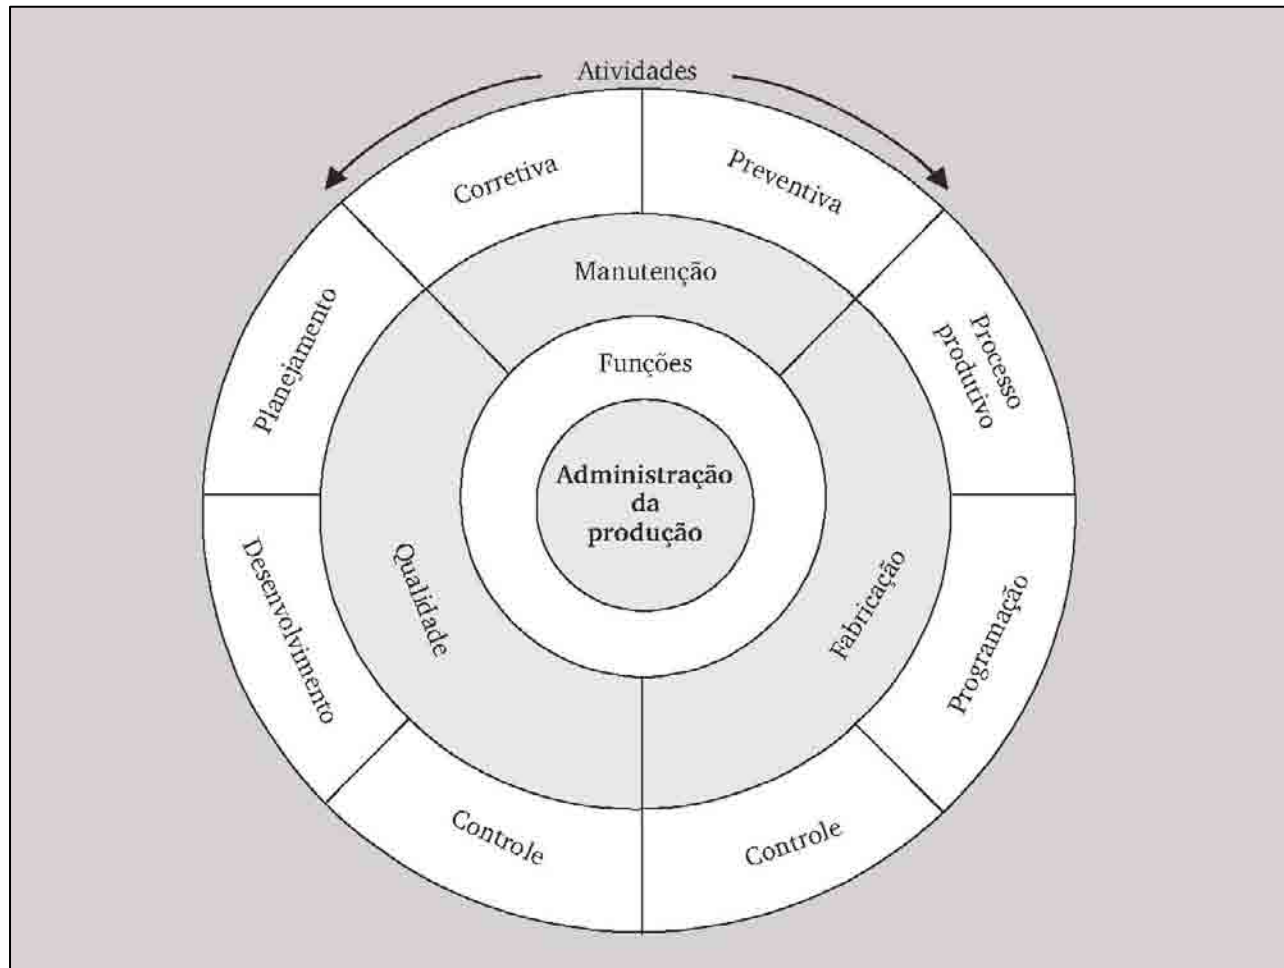 Atividades
Corretiva
Preventiva
Manutenção
Planejamento
Processo
produtivo
Funções
Administração
da
produção
Qualidade
Fabricação
Desenvolvimento
Programação
Controle
Controle